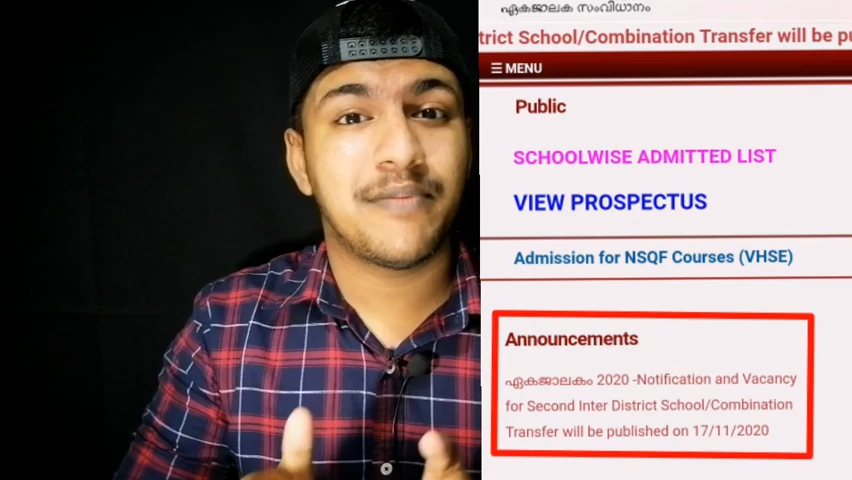 ഏകജാലക സംവിധാനം
trict School/Combination Transfer will be pu
☰ MENU
Public
SCHOOLWISE ADMITTED LIST
VIEW PROSPECTUS
Admission for NSQF Courses (VHSE)
Announcements
ഏകജാലകം 2020 -Notification and Vacancy
for Second Inter District School/Combination
Transfer will be published on 17/11/2020